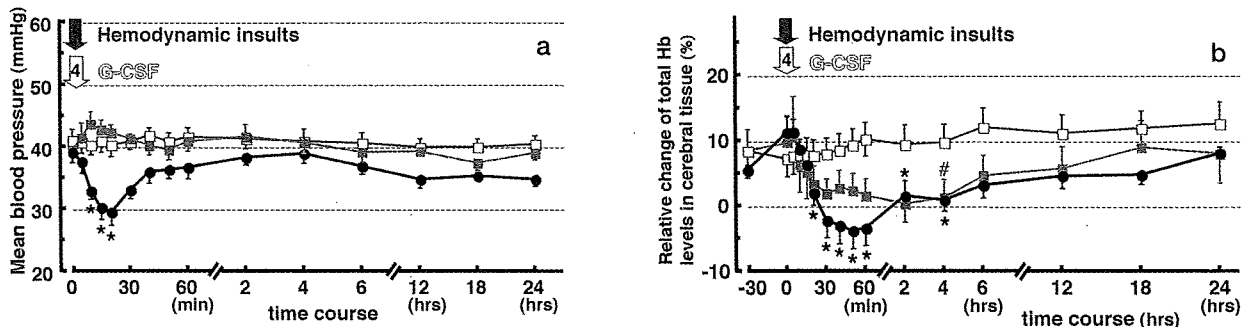 Mean blood pressure (mmHg)
60
50
40
30
20
Hemodynamic insults
4 G-CSF
a
* * *
0 30 60 2 4 6 12 18 24
(min) (hrs) (hrs)
time course
Relative change of total Hb
levels in cerebral tissue (%)
30
20
10
0
-10
Hemodynamic insults
4 G-CSF
b
* #
* * * * * *
-30 0 30 60 2 4 6 12 18 24
(min) (hrs) (hrs)
time course (hrs)